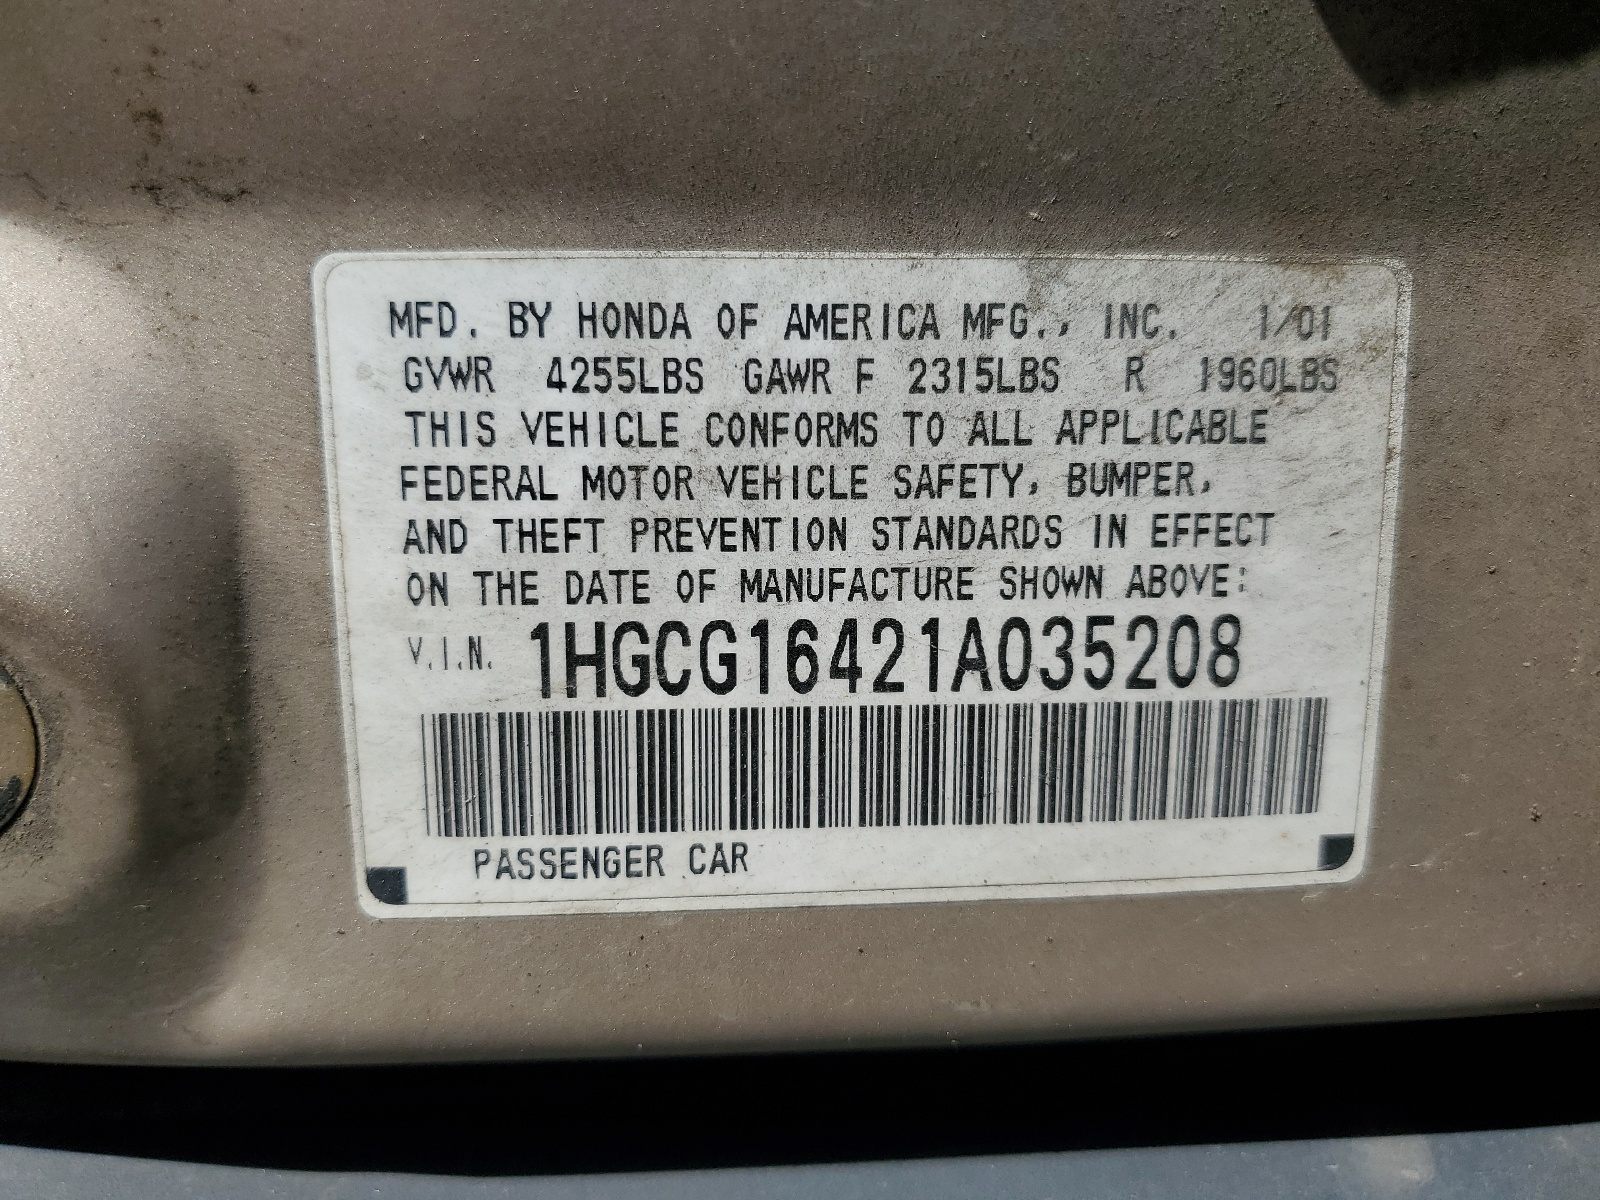 MFD. BY HONDA OF AMERICA MFG., INC. 1/01
GVWR 4255LBS GAWR F 2315LBS R 1960LBS
THIS VEHICLE CONFORMS TO ALL APPLICABLE
FEDERAL MOTOR VEHICLE SAFETY, BUMPER,
AND THEFT PREVENTION STANDARDS IN EFFECT
ON THE DATE OF MANUFACTURE SHOWN ABOVE:
V.I.N. 1HGCG16421A035208
PASSENGER CAR